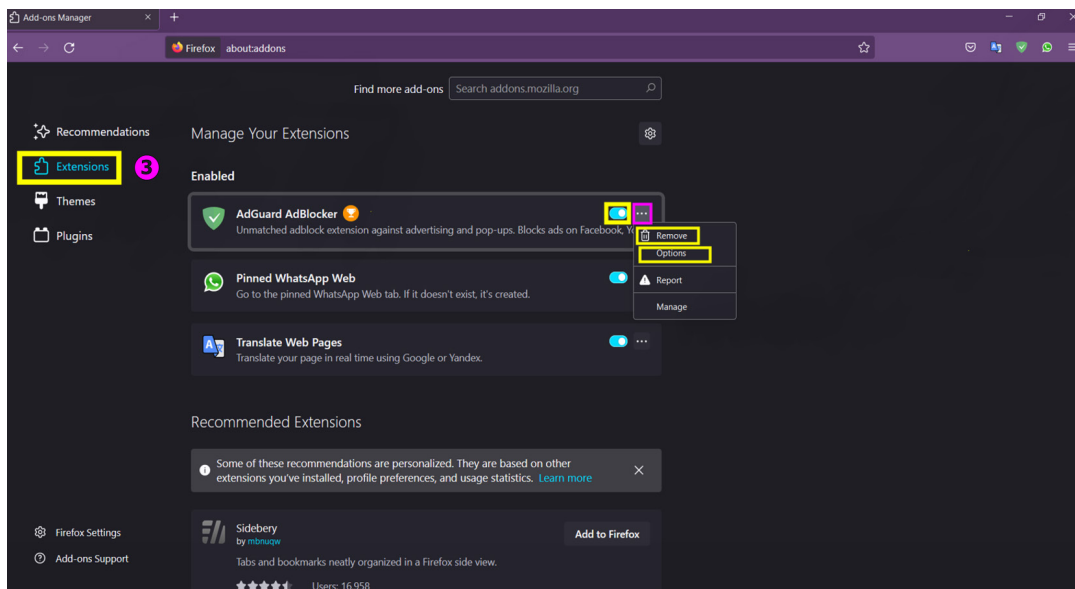 Add-ons Manager
Firefox about:addons
Find more add-ons Search addons.mozilla.org
Recommendations
Extensions 3
Themes
Plugins
Manage Your Extensions
Enabled
AdGuard AdBlocker
Unmatched adblock extension against advertising and pop-ups. Blocks ads on Facebook,
Remove
Options
Report
Manage
Pinned WhatsApp Web
Go to the pinned WhatsApp Web tab. If it doesn't exist, it's created.
Translate Web Pages
Translate your page in real time using Google or Yandex.
Recommended Extensions
Some of these recommendations are personalized. They are based on other
extensions you've installed, profile preferences, and usage statistics. Learn more
Sidebery
by mbnuqw
Add to Firefox
Tabs and bookmarks neatly organized in a Firefox side view.
Users: 16,958
Firefox Settings
Add-ons Support